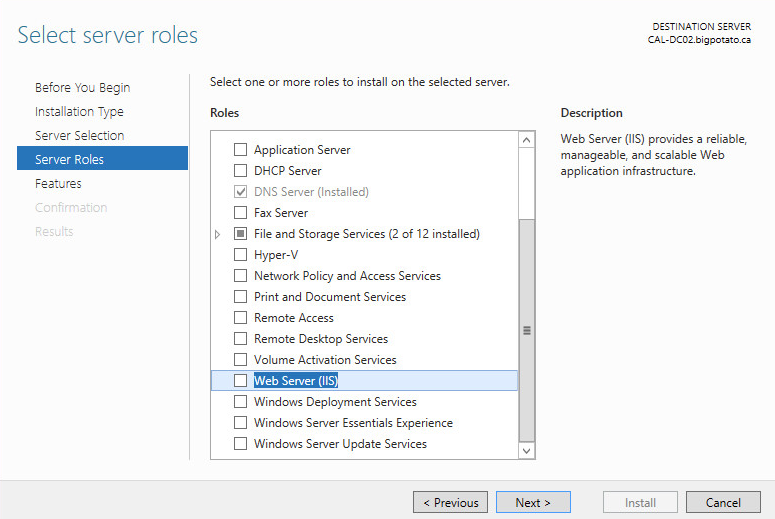 Select server roles
DESTINATION SERVER
CAL-DC02.bigpotato.ca
Before You Begin
Installation Type
Server Selection
Server Roles
Features
Confirmation
Results
Select one or more roles to install on the selected server.
Roles
Application Server
DHCP Server
DNS Server (Installed)
Fax Server
File and Storage Services (2 of 12 installed)
Hyper-V
Network Policy and Access Services
Print and Document Services
Remote Access
Remote Desktop Services
Volume Activation Services
Web Server (IIS)
Windows Deployment Services
Windows Server Essentials Experience
Windows Server Update Services
Description
Web Server (IIS) provides a reliable,
manageable, and scalable Web
application infrastructure.
< Previous
Next >
Install
Cancel